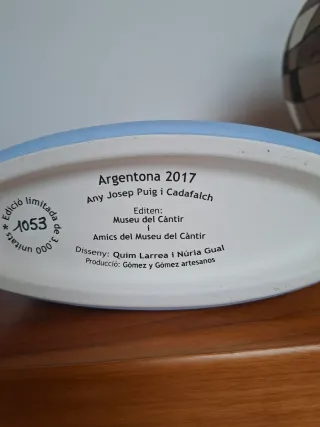 Argentona 2017
Any Josep Puig i Cadafalch
Editen:
Museu del Càntir
i
Amics del Museu del Càntir
Disseny: Quim Larrea i Núria Gual
Producció: Gómez y Gómez artesanos
* Edició limitada de 3.000 unitats
1053